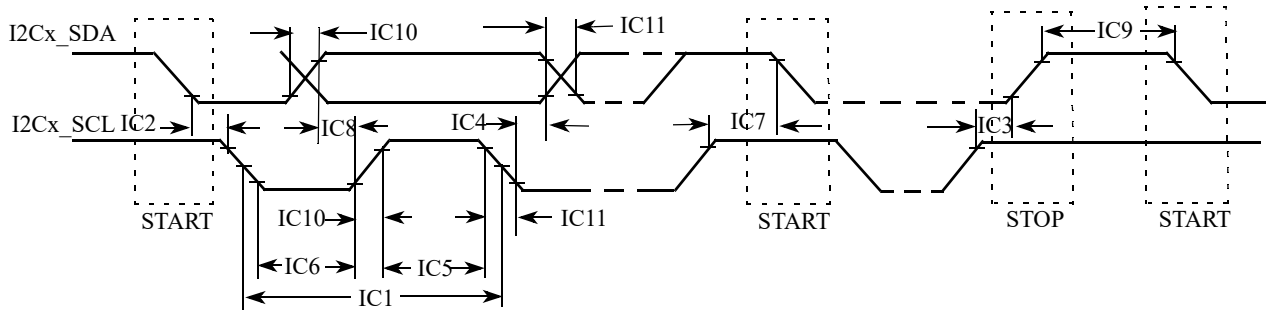 I2Cx_SDA
IC10
IC11
IC9
I2Cx_SCL
IC2
IC8
IC4
IC7
IC3
START
IC10
IC11
START
STOP
START
IC6
IC5
IC1